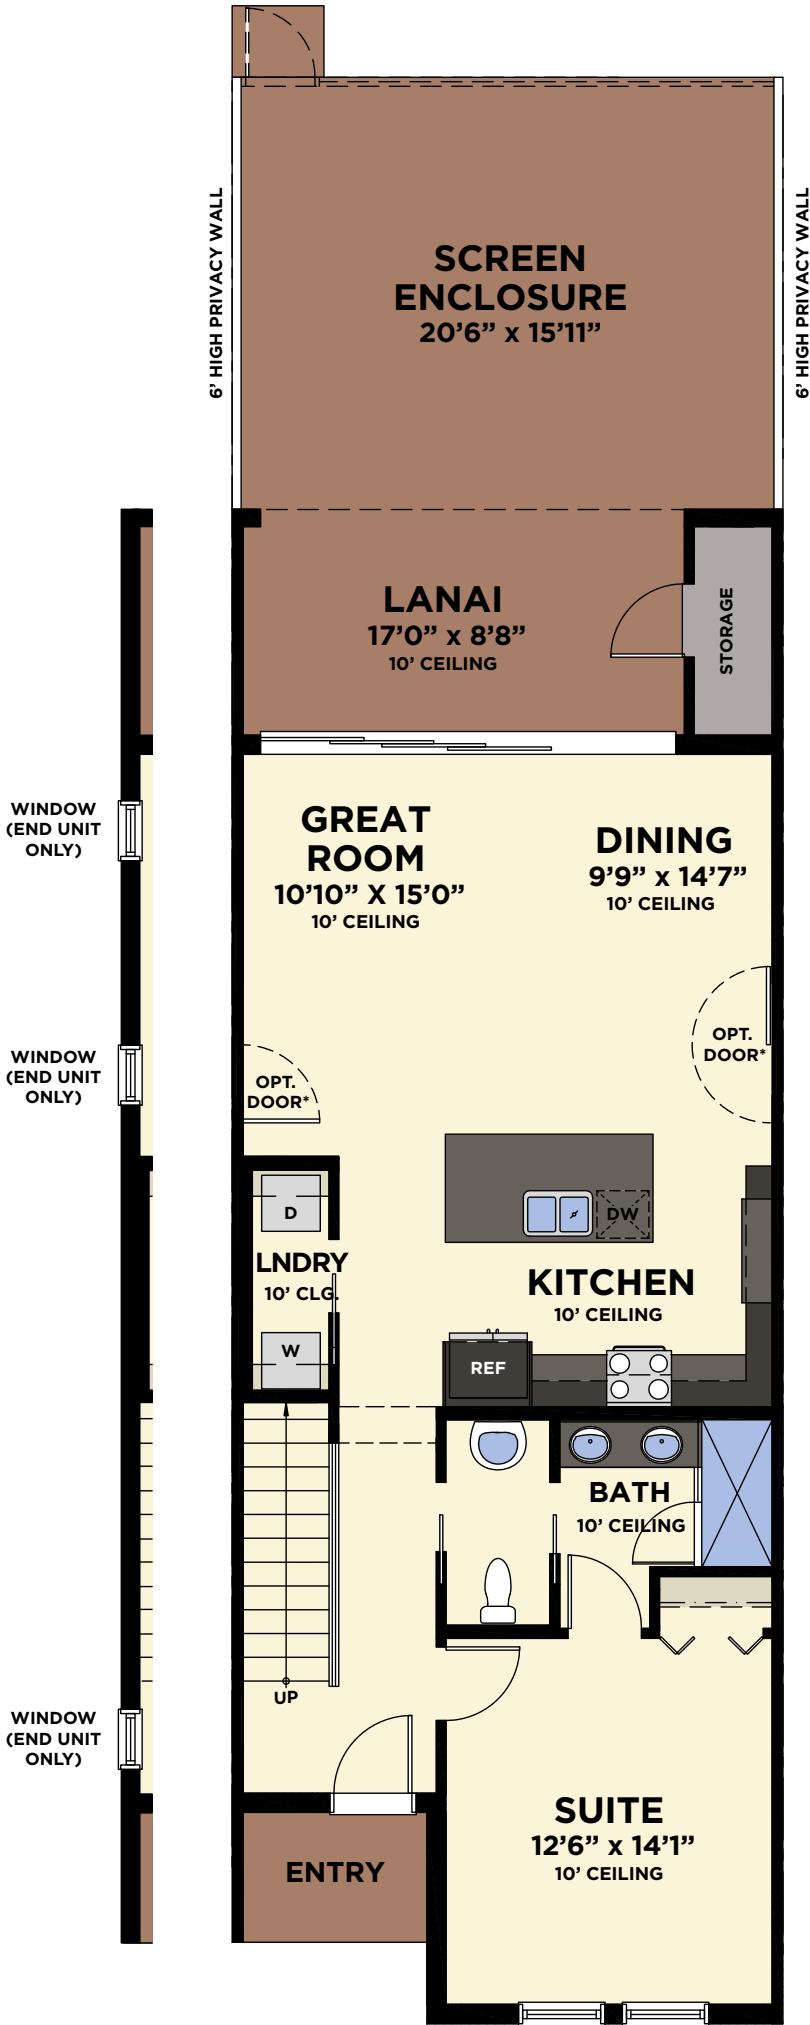 6’ HIGH PRIVACY WALL
SCREEN
ENCLOSURE
20’6” x 15’11”
6’ HIGH PRIVACY WALL
LANAI
17’0” x 8’8”
10’ CEILING
STORAGE
WINDOW
(END UNIT
ONLY)
GREAT
ROOM
10’10” X 15’0”
10’ CEILING
DINING
9’9” x 14’7”
10’ CEILING
WINDOW
(END UNIT
ONLY)
OPT.
DOOR*
OPT.
DOOR*
D
LNDRY
10’ CLG.
W
DW
KITCHEN
10’ CEILING
REF
BATH
10’ CEILING
UP
WINDOW
(END UNIT
ONLY)
SUITE
12’6” x 14’1”
10’ CEILING
ENTRY